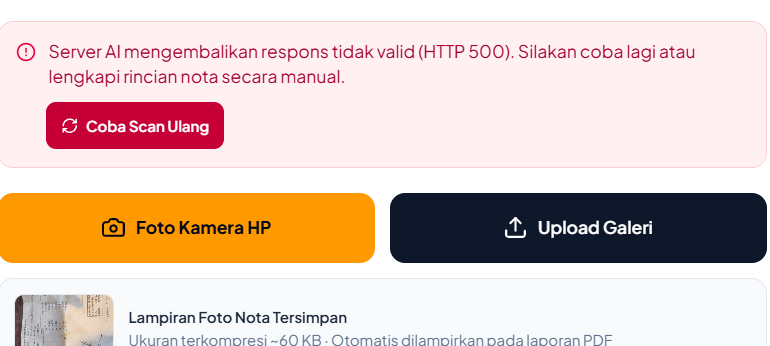 Server AI mengembalikan respons tidak valid (HTTP 500). Silakan coba lagi atau
lengkapi rincian nota secara manual.
Coba Scan Ulang
Foto Kamera HP
Upload Galeri
Lampiran Foto Nota Tersimpan
Ukuran terkompresi ~60 KB · Otomatis dilampirkan pada laporan PDF